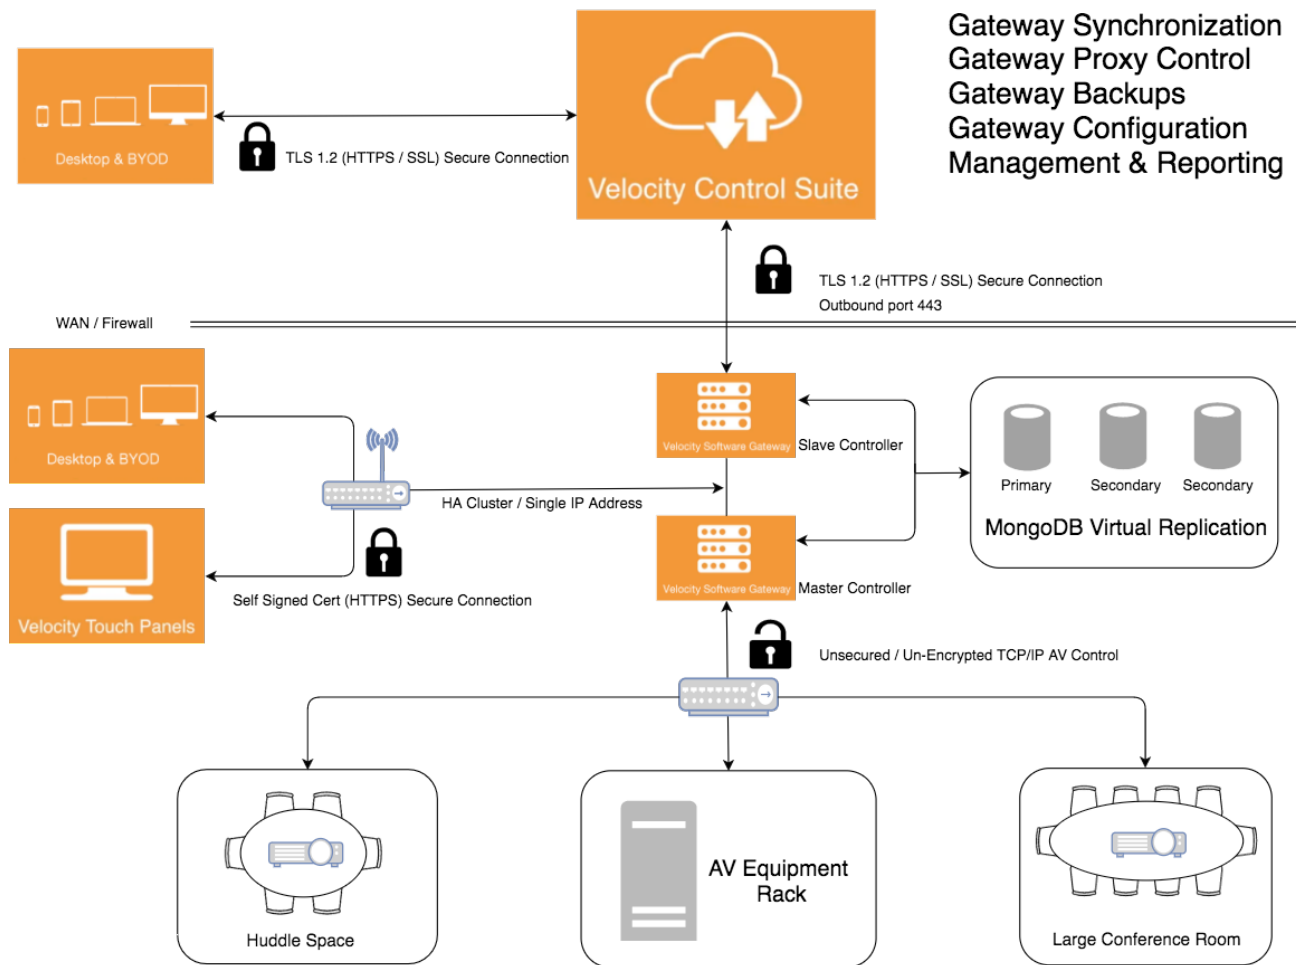 Gateway Synchronization
Gateway Proxy Control
Gateway Backups
Gateway Configuration
Management & Reporting
Desktop & BYOD
TLS 1.2 (HTTPS / SSL) Secure Connection
Velocity Control Suite
TLS 1.2 (HTTPS / SSL) Secure Connection
Outbound port 443
WAN / Firewall
Desktop & BYOD
Velocity Software Gateway
Slave Controller
Primary
Secondary
Secondary
MongoDB Virtual Replication
HA Cluster / Single IP Address
Velocity Touch Panels
Self Signed Cert (HTTPS) Secure Connection
Velocity Software Gateway
Master Controller
Unsecured / Un-Encrypted TCP/IP AV Control
Huddle Space
AV Equipment
Rack
Large Conference Room